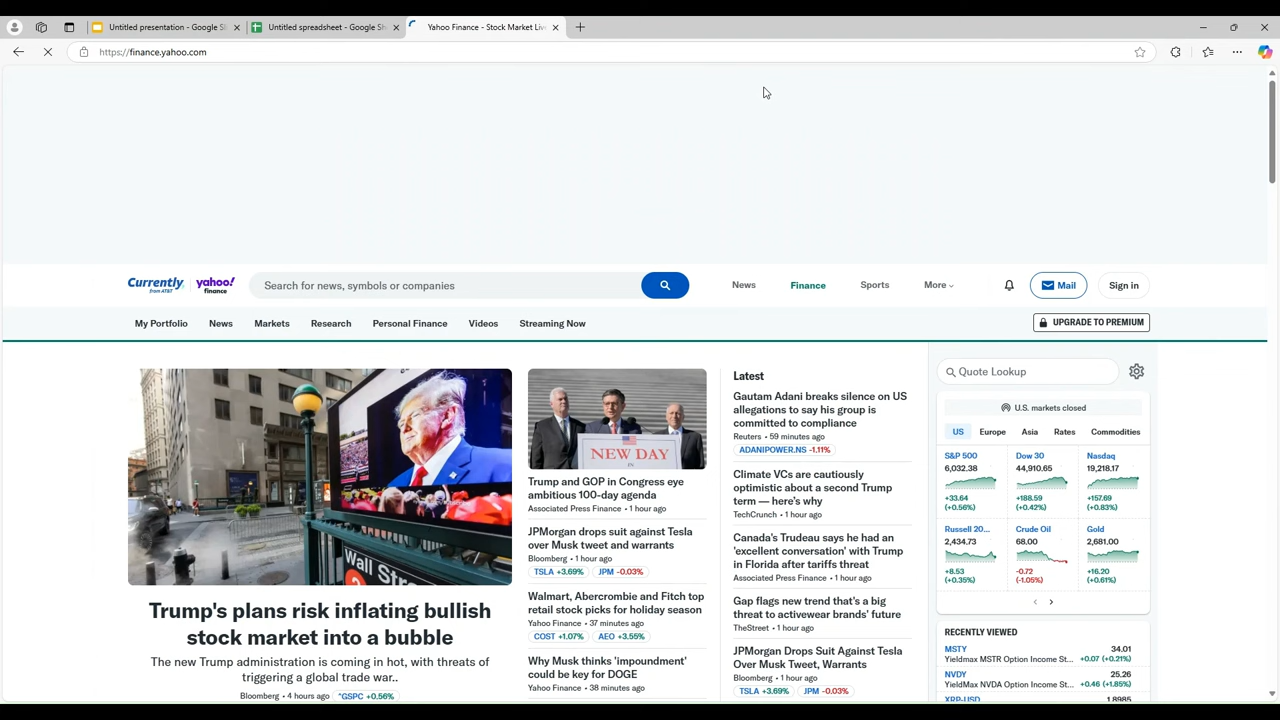 Untitled presentation - Google Sl
Untitled spreadsheet - Google Sh
Yahoo Finance - Stock Market Liv
https://finance.yahoo.com
Currently
from AT&T
yahoo!
finance
Search for news, symbols or companies
News
Finance
Sports
More
Mail
Sign in
My Portfolio
News
Markets
Research
Personal Finance
Videos
Streaming Now
UPGRADE TO PREMIUM
Wall Stre
Trump's plans risk inflating bullish
stock market into a bubble
The new Trump administration is coming in hot, with threats of
triggering a global trade war..
Bloomberg • 4 hours ago
^GSPC +0.56%
NEW DAY
IN
Trump and GOP in Congress eye
ambitious 100-day agenda
Associated Press Finance • 1 hour ago
JPMorgan drops suit against Tesla
over Musk tweet and warrants
Bloomberg • 1 hour ago
TSLA +3.69%
JPM -0.03%
Walmart, Abercrombie and Fitch top
retail stock picks for holiday season
Yahoo Finance • 37 minutes ago
COST +1.07%
AEO +3.55%
Why Musk thinks 'impoundment'
could be key for DOGE
Yahoo Finance • 38 minutes ago
Latest
Gautam Adani breaks silence on US
allegations to say his group is
committed to compliance
Reuters • 59 minutes ago
ADANIPOWER.NS -1.11%
Climate VCs are cautiously
optimistic about a second Trump
term — here's why
TechCrunch • 1 hour ago
Canada's Trudeau says he had an
'excellent conversation' with Trump
in Florida after tariffs threat
Associated Press Finance • 1 hour ago
Gap flags new trend that's a big
threat to activewear brands' future
TheStreet • 1 hour ago
JPMorgan Drops Suit Against Tesla
Over Musk Tweet, Warrants
Bloomberg • 1 hour ago
TSLA +3.69%
JPM -0.03%
Quote Lookup
U.S. markets closed
US
Europe
Asia
Rates
Commodities
S&P 500
6,032.38
+33.64
(+0.56%)
Dow 30
44,910.65
+188.59
(+0.42%)
Nasdaq
19,218.17
+157.69
(+0.83%)
Russell 20...
2,434.73
+8.53
(+0.35%)
Crude Oil
68.00
-0.72
(-1.05%)
Gold
2,681.00
+16.20
(+0.61%)
RECENTLY VIEWED
MSTY
34.01
Yieldmax MSTR Option Income St...
+0.07 (+0.21%)
NVDY
25.26
YieldMax NVDA Option Income St...
+0.46 (+1.85%)
XRP-USD
1.8985